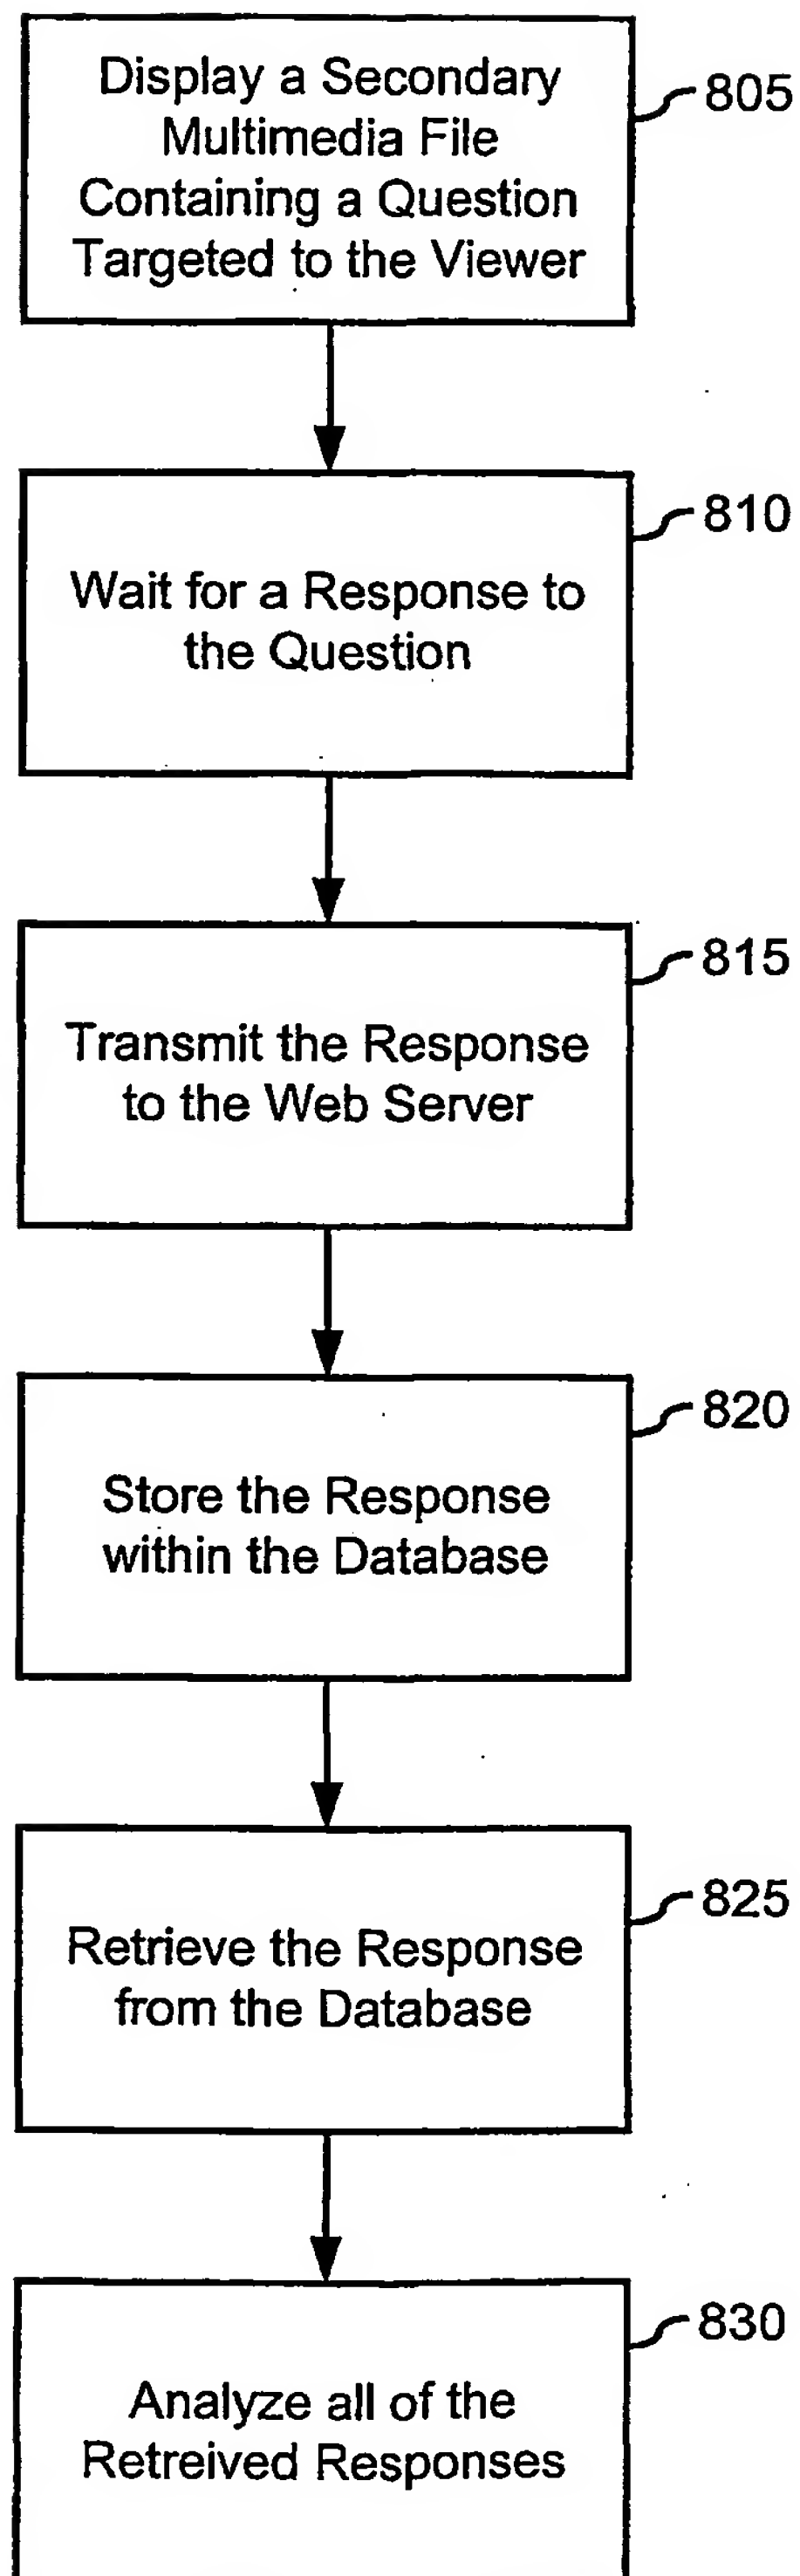 Display a Secondary
Multimedia File
Containing a Question
Targeted to the Viewer
805
Wait for a Response to
the Question
810
Transmit the Response
to the Web Server
815
Store the Response
within the Database
820
Retrieve the Response
from the Database
825
Analyze all of the
Retreived Responses
830